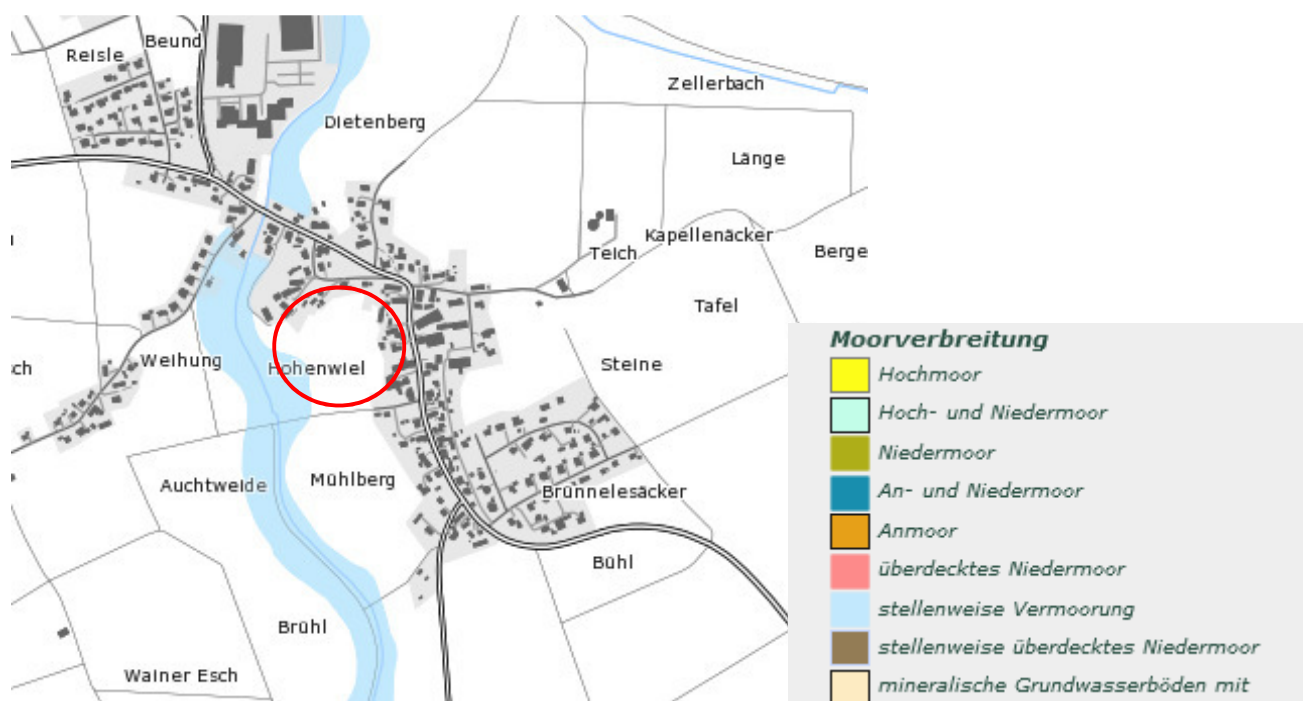 Beund
Reisle
Zellerbach
Dietenberg
Länge
Kapellenäcker
Teich
Berge
Tafel
Weihung
Hohenwiel
Steine
sch
Auchtweide
Mühlberg
Brünnelesäcker
Bühl
Brühl
Wainer Esch
Moorverbreitung
Hochmoor
Hoch- und Niedermoor
Niedermoor
An- und Niedermoor
Anmoor
überdecktes Niedermoor
stellenweise Vermoorung
stellenweise überdecktes Niedermoor
mineralische Grundwasserböden mit